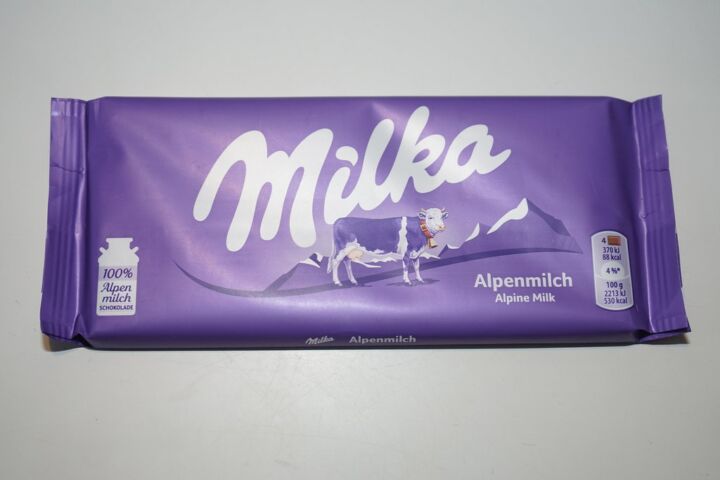 Milka
100%
Alpen
milch
SCHOKOLADE
Alpenmilch
Alpine Milk
4
370 kJ
88 kcal
4 %*
100 g
2213 kJ
530 kcal
Milka Alpenmilch